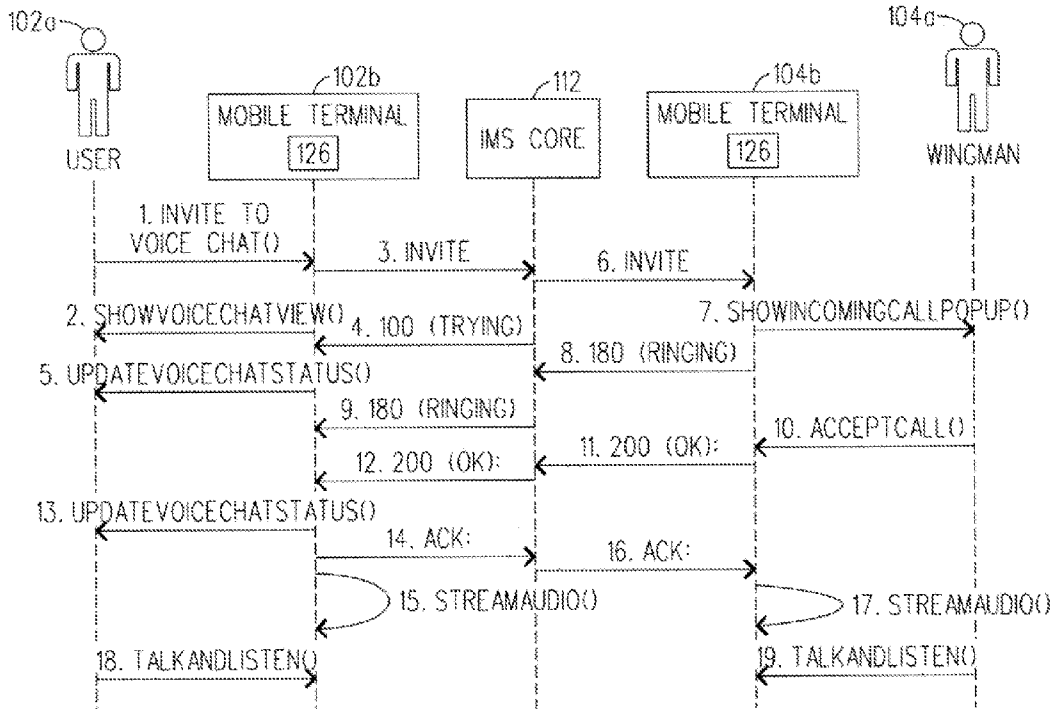 102a
104a
102b
112
104b
MOBILE TERMINAL
126
IMS CORE
MOBILE TERMINAL
126
USER
WINGMAN
1. INVITE TO
VOICE CHAT()
3. INVITE
6. INVITE
2. SHOWVOICECHATVIEW()
4. 100 (TRYING)
7. SHOWINCOMINGCALLPOPUP()
8. 180 (RINGING)
5. UPDATEVOICECHATSTATUS()
9. 180 (RINGING)
10. ACCEPTCALL()
11. 200 (OK):
12. 200 (OK):
13. UPDATEVOICECHATSTATUS()
14. ACK:
16. ACK:
15. STREAMAUDIO()
17. STREAMAUDIO()
18. TALKANDLISTEN()
19. TALKANDLISTEN()